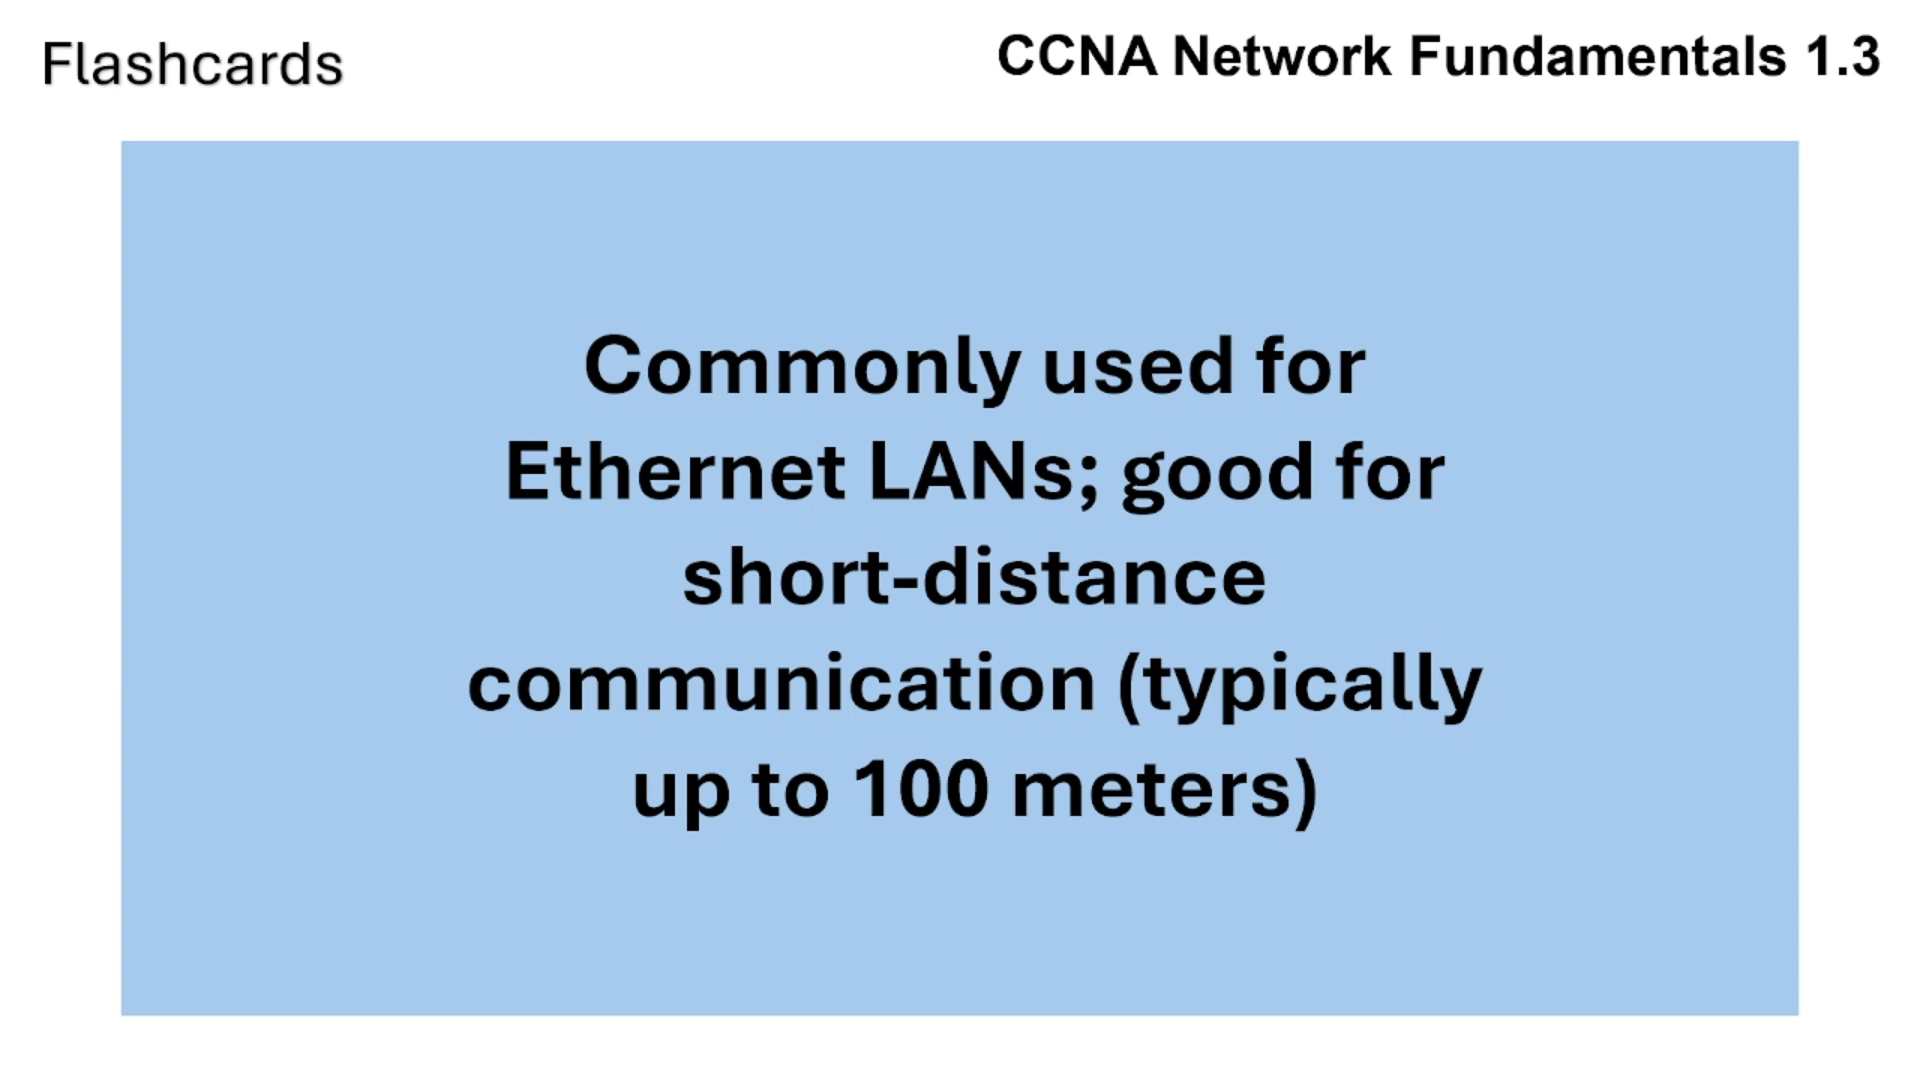 Flashcards
CCNA Network Fundamentals 1.3
Commonly used for
Ethernet LANs; good for
short-distance
communication (typically
up to 100 meters)